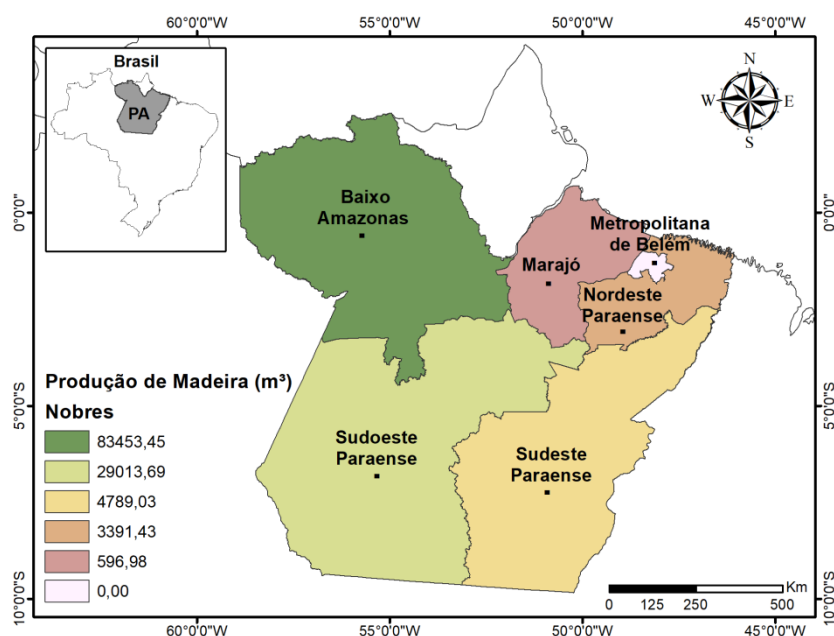 60°0'0"W 55°0'0"W 50°0'0"W 45°0'0"W
Brasil
PA
N
W E
S
0°0'0"
5°0'0"S
10°0'0"S
0°0'0"
5°0'0"S
10°0'0"S
Baixo
Amazonas
Metropolitana
de Belém
Marajó
Nordeste
Paraense
Sudoeste
Paraense
Sudeste
Paraense
Produção de Madeira (m³)
Nobres
83453,45
29013,69
4789,03
3391,43
596,98
0,00
Km
0 125 250 500
60°0'0"W 55°0'0"W 50°0'0"W 45°0'0"W